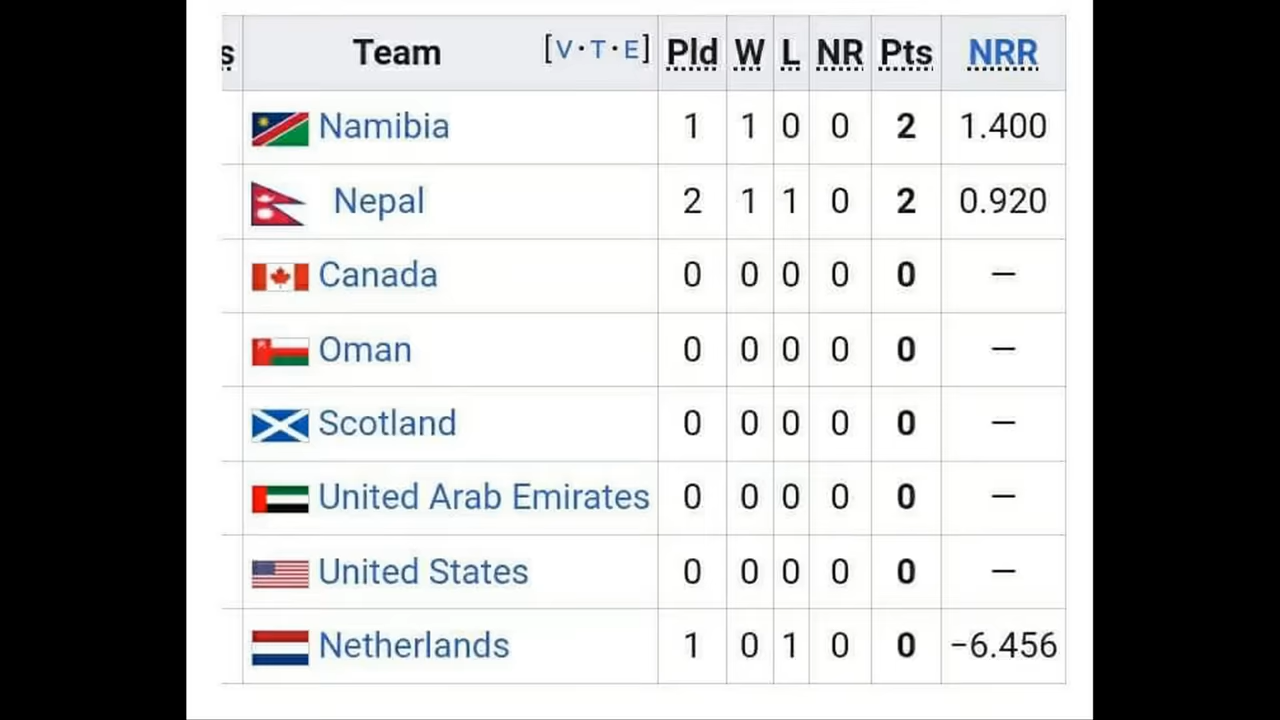 s Team [V·T·E] Pld W L NR Pts NRR
Namibia 1 1 0 0 2 1.400
Nepal 2 1 1 0 2 0.920
Canada 0 0 0 0 0 —
Oman 0 0 0 0 0 —
Scotland 0 0 0 0 0 —
United Arab Emirates 0 0 0 0 0 —
United States 0 0 0 0 0 —
Netherlands 1 0 1 0 0 −6.456